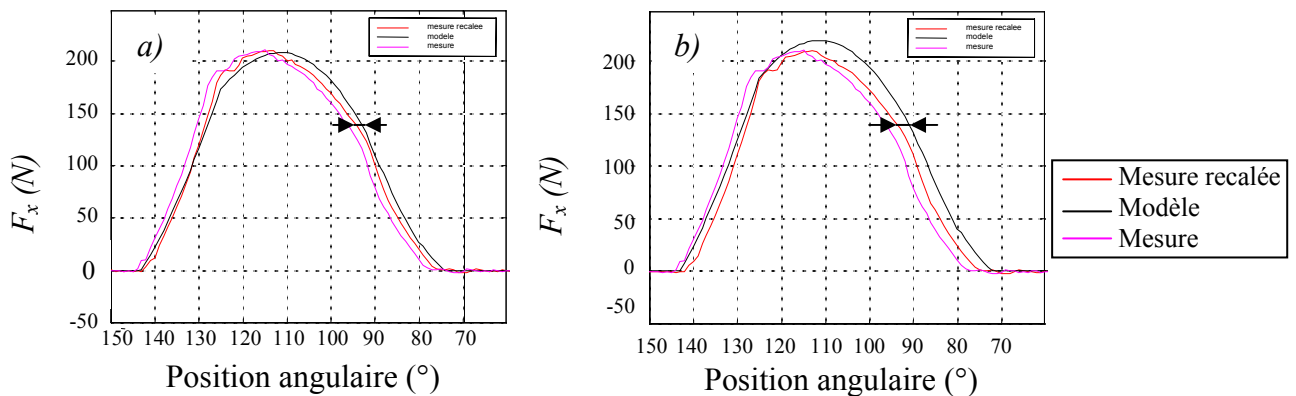 a)
mesure recalee
modèle
mesure
200
150
100
50
0
-50
F_x (N)
150 140 130 120 110 100 90 80 70
Position angulaire (°)
b)
mesure recalee
modèle
mesure
200
150
100
50
0
-50
F_x (N)
150 140 130 120 110 100 90 80 70
Position angulaire (°)
Mesure recalée
Modèle
Mesure